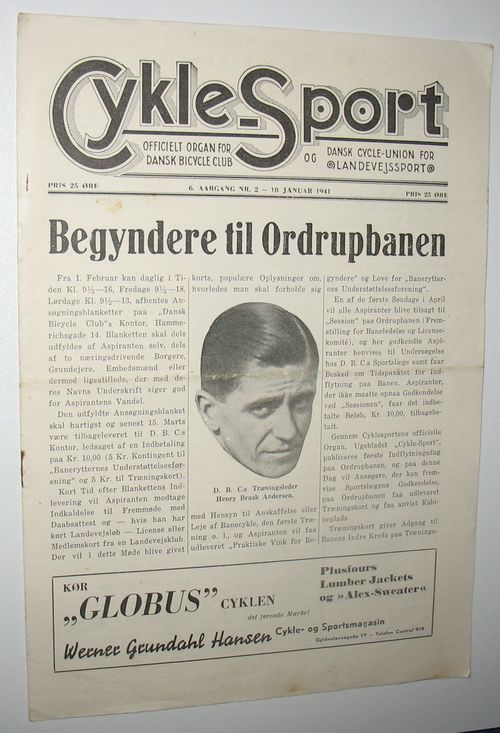 Cykle-Sport
OFFICIELT ORGAN FOR
DANSK BICYCLE CLUB
OG
DANSK CYCLE-UNION FOR
LANDEVEJSSPORT
PRIS 25 ØRE
6. AARGANG NR. 2 — 10 JANUAR 1941
PRIS 25 ØRE
Begyndere til Ordrupbanen
Fra 1. Februar kan daglig i Ti-
den Kl. 9½—16, Fredage 9½—18,
Lørdage Kl. 9½—13, afhentes An-
søgningsblanketter paa „Dansk
Bicycle Club"s Kontor, Hamme-
richsgade 14. Blanketten skal dels
udfyldes af Aspiranten selv, dels
af to næringsdrivende Borgere,
Grundejere, Embedsmænd eller
dermed ligestillede, der med de-
res Navns Underskrift siger god
for Aspirantens Vandel.
Den udfyldte Ansøgningsblanket
skal hurtigst og senest 15. Marts
være tilbageleveret til D. B. C.s
Kontor, ledsaget af en Indbetaling
paa Kr. 10,00 (5 Kr. Kontingent til
„Banerytternes Understøttelsesfor-
ening" og 5 Kr. til Træningskort).
Kort Tid efter Blankettens Ind-
levering vil Aspiranten modtage
Indkaldelse til Fremmøde med
Daabsattest og — hvis han har
kørt Landevejsløb — License eller
Medlemskort fra en Landevejsklub.
Der vil i dette Møde blive givet
korte, populære Oplysninger om,
hvorledes man skal forholde sig
D. B. C.s Træningsleder
Henry Brask Andersen.
med Hensyn til Anskaffelse eller
Leje af Banecykle, den første Træ-
ning o. l., og Aspiranten vil faa
udleveret „Praktiske Vink for Be-
gyndere" og Love for „Banerytter-
nes Understøttelsesforening".
En af de første Søndage i April
vil alle Aspiranter blive tilsagt til
„Session" paa Ordrupbanen (Frem-
stilling for Baneledelse og License-
komité), og her godkendte Aspi-
ranter henvises til Undersøgelse
hos D. B. C.s Sportslæge samt faar
Besked om Tidspunktet for Ind-
flytning paa Banen. Aspiranter,
der ikke maatte opnaa Godkendelse
ved „Sessionen", faar det indbe-
talte Beløb, Kr. 10,00, tilbagebe-
talt.
Gennem Cyklesportens officielle
Organ, Ugebladet „Cykle-Sport",
publiceres første Indflytningsdag
paa Ordrupbanen, og paa denne
Dag vil Ansøgere, der kan frem-
vise Sportslægens Godkendelse,
paa Ordrupbanen faa udleveret
Træningskort og faa anvist Kabi-
neplads.
Træningskort giver Adgang til
Banens Indre Kreds paa Trænings-
KØR
„GLOBUS” CYKLEN
det førende Mærke!
Plusfours
Lumber Jackets
og »Alex-Sweater«
Werner Grundahl Hansen Cykle- og Sportsmagasin
Gyldenløvesgade 17 - Telefon Central 919